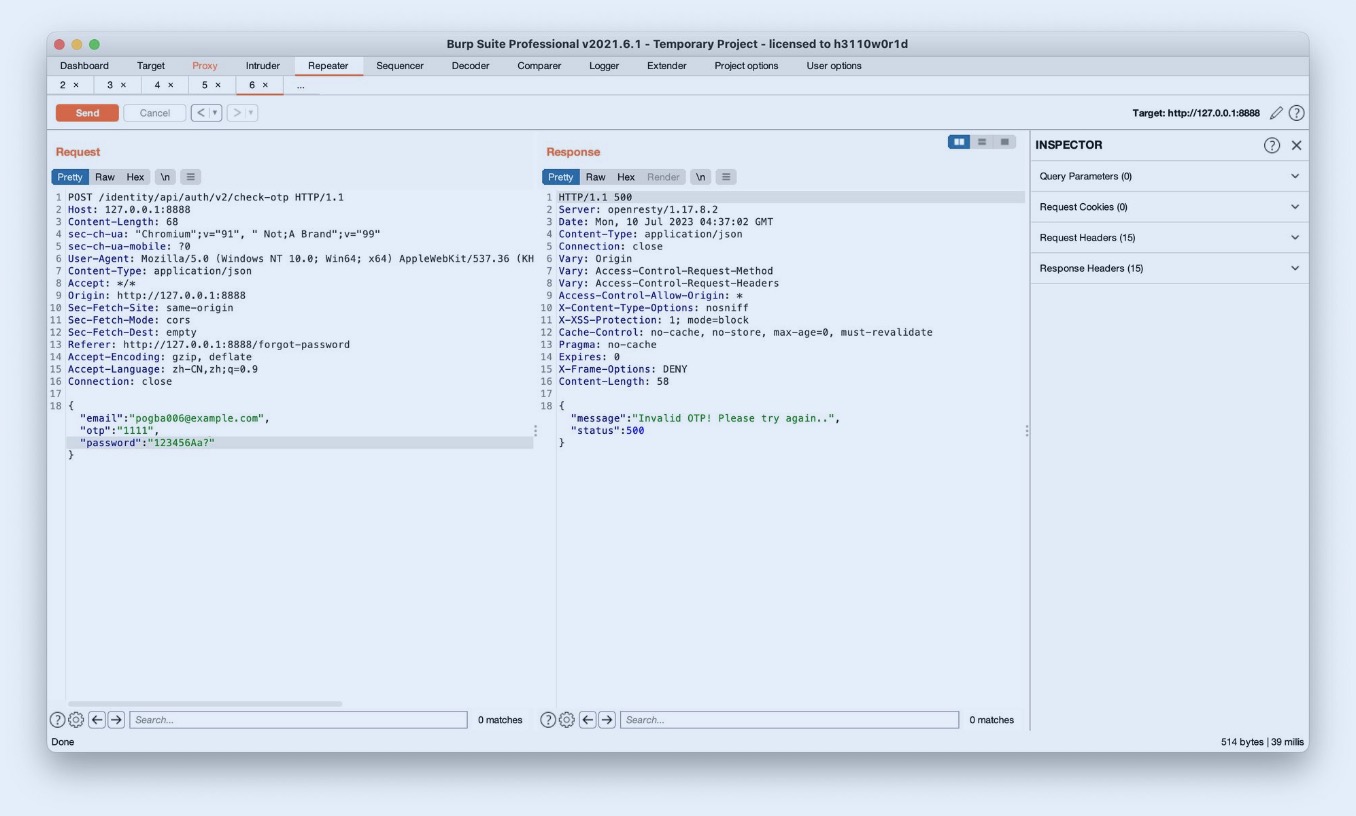 Burp Suite Professional v2021.6.1 - Temporary Project - licensed to h3110w0r1d
Dashboard Target Proxy Intruder Repeater Sequencer Decoder Comparer Logger Extender Project options User options
2 × 3 × 4 × 5 × 6 × ...
Send Cancel < > Target: http://127.0.0.1:8888 ?
Request
Pretty Raw Hex \n
1 POST /identity/api/auth/v2/check-otp HTTP/1.1
2 Host: 127.0.0.1:8888
3 Content-Length: 68
4 sec-ch-ua: "Chromium";v="91", " Not;A Brand";v="99"
5 sec-ch-ua-mobile: ?0
6 User-Agent: Mozilla/5.0 (Windows NT 10.0; Win64; x64) AppleWebKit/537.36 (KH
7 Content-Type: application/json
8 Accept: */*
9 Origin: http://127.0.0.1:8888
10 Sec-Fetch-Site: same-origin
11 Sec-Fetch-Mode: cors
12 Sec-Fetch-Dest: empty
13 Referer: http://127.0.0.1:8888/forgot-password
14 Accept-Encoding: gzip, deflate
15 Accept-Language: zh-CN,zh;q=0.9
16 Connection: close
17
18 {
"email":"pogba006@example.com",
"otp":"1111",
"password":"123456Aa?"
}
? Search... 0 matches
Response
Pretty Raw Hex Render \n
1 HTTP/1.1 500
2 Server: openresty/1.17.8.2
3 Date: Mon, 10 Jul 2023 04:37:02 GMT
4 Content-Type: application/json
5 Connection: close
6 Vary: Origin
7 Vary: Access-Control-Request-Method
8 Vary: Access-Control-Request-Headers
9 Access-Control-Allow-Origin: *
10 X-Content-Type-Options: nosniff
11 X-XSS-Protection: 1; mode=block
12 Cache-Control: no-cache, no-store, max-age=0, must-revalidate
13 Pragma: no-cache
14 Expires: 0
15 X-Frame-Options: DENY
16 Content-Length: 58
17
18 {
"message":"Invalid OTP! Please try again..",
"status":500
}
? Search... 0 matches
INSPECTOR ?
Query Parameters (0)
Request Cookies (0)
Request Headers (15)
Response Headers (15)
Done 514 bytes | 39 millis